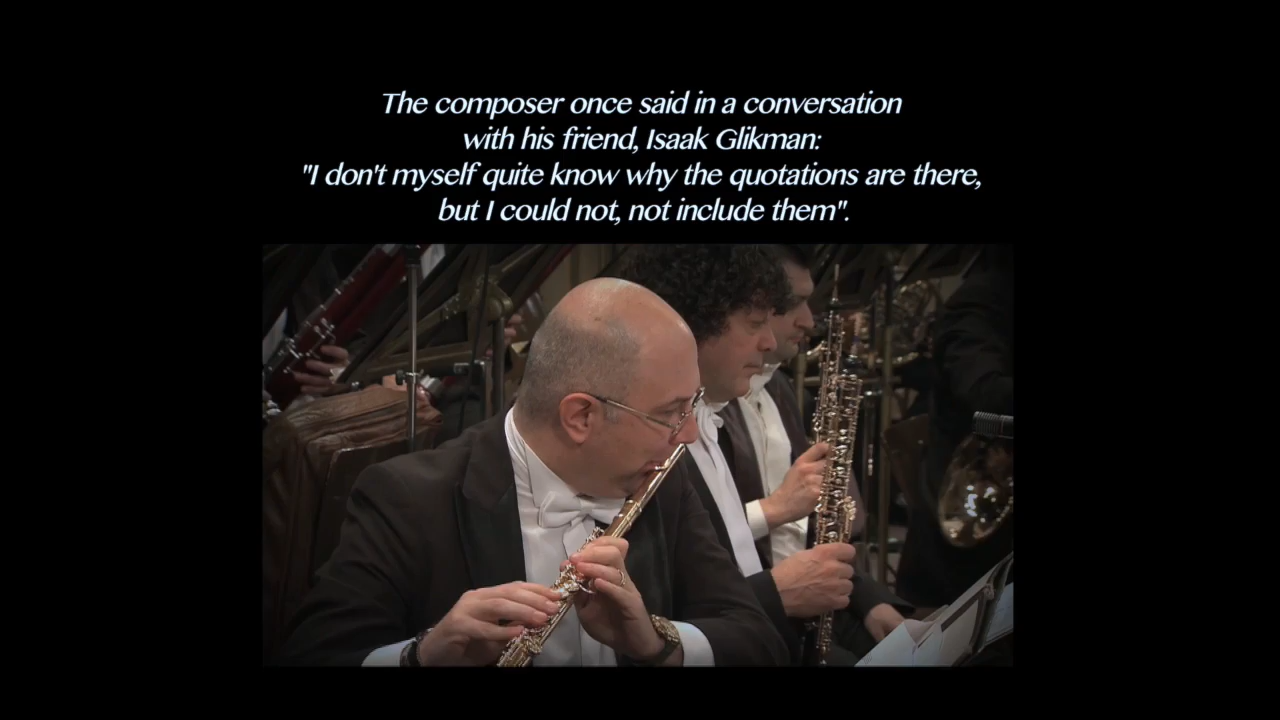 The composer once said in a conversation
with his friend, Isaak Glikman:
"I don't myself quite know why the quotations are there,
but I could not, not include them".